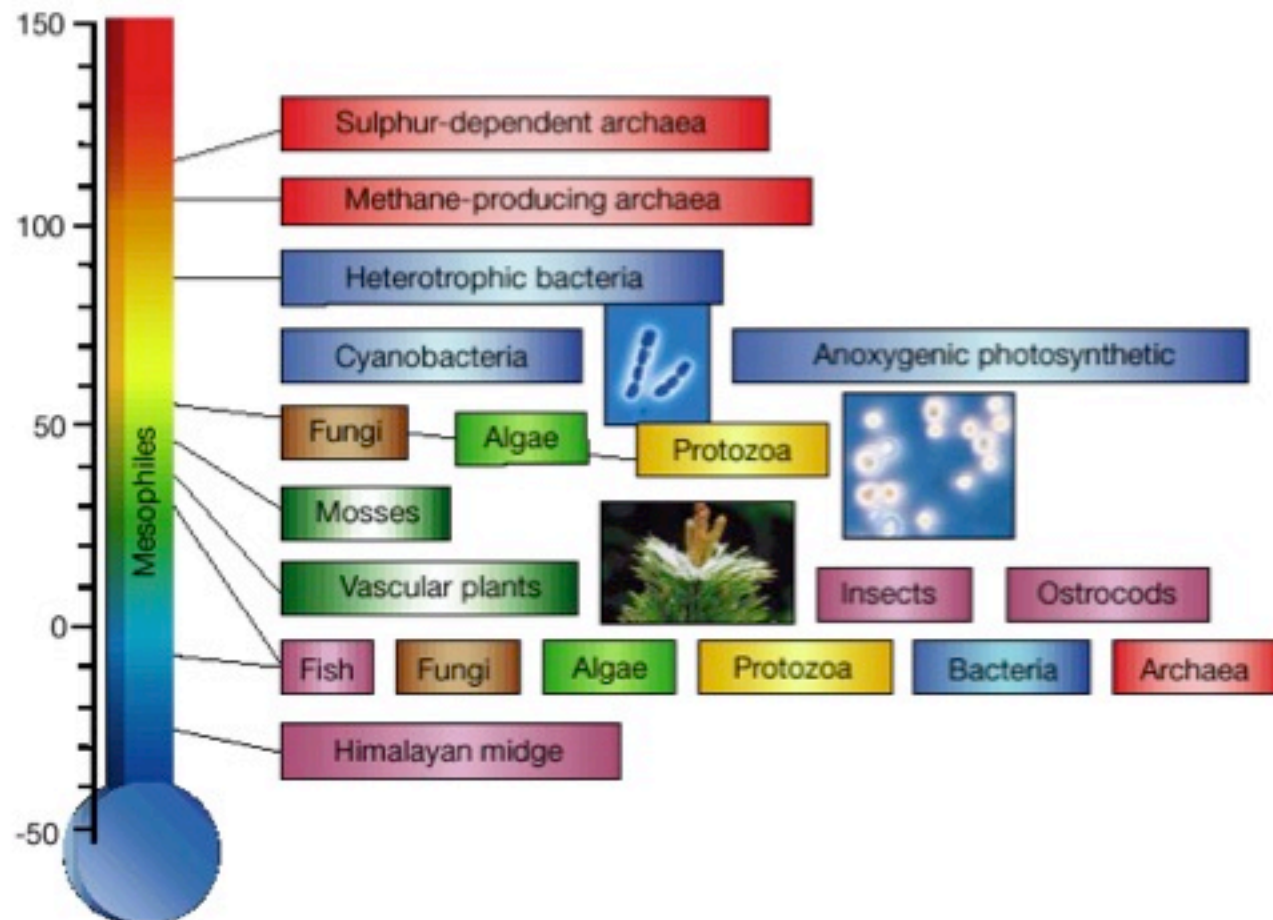 150
Sulphur-dependent archaea
Methane-producing archaea
100
Heterotrophic bacteria
Cyanobacteria
Anoxygenic photosynthetic
50
Fungi
Algae
Protozoa
Mosses
Mesophiles
Vascular plants
Insects
Ostrocods
0
Fish
Fungi
Algae
Protozoa
Bacteria
Archaea
Himalayan midge
-50